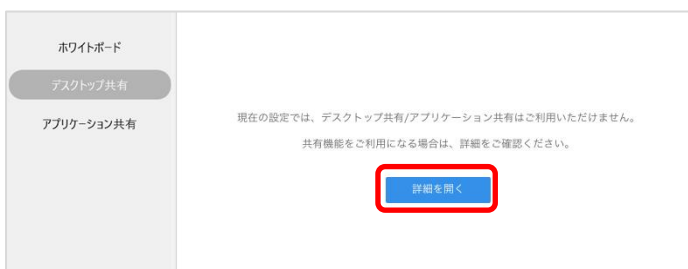 ホワイトボード
デスクトップ共有
アプリケーション共有
現在の設定では、デスクトップ共有/アプリケーション共有はご利用いただけません。
共有機能をご利用になる場合は、詳細をご確認ください。
詳細を開く